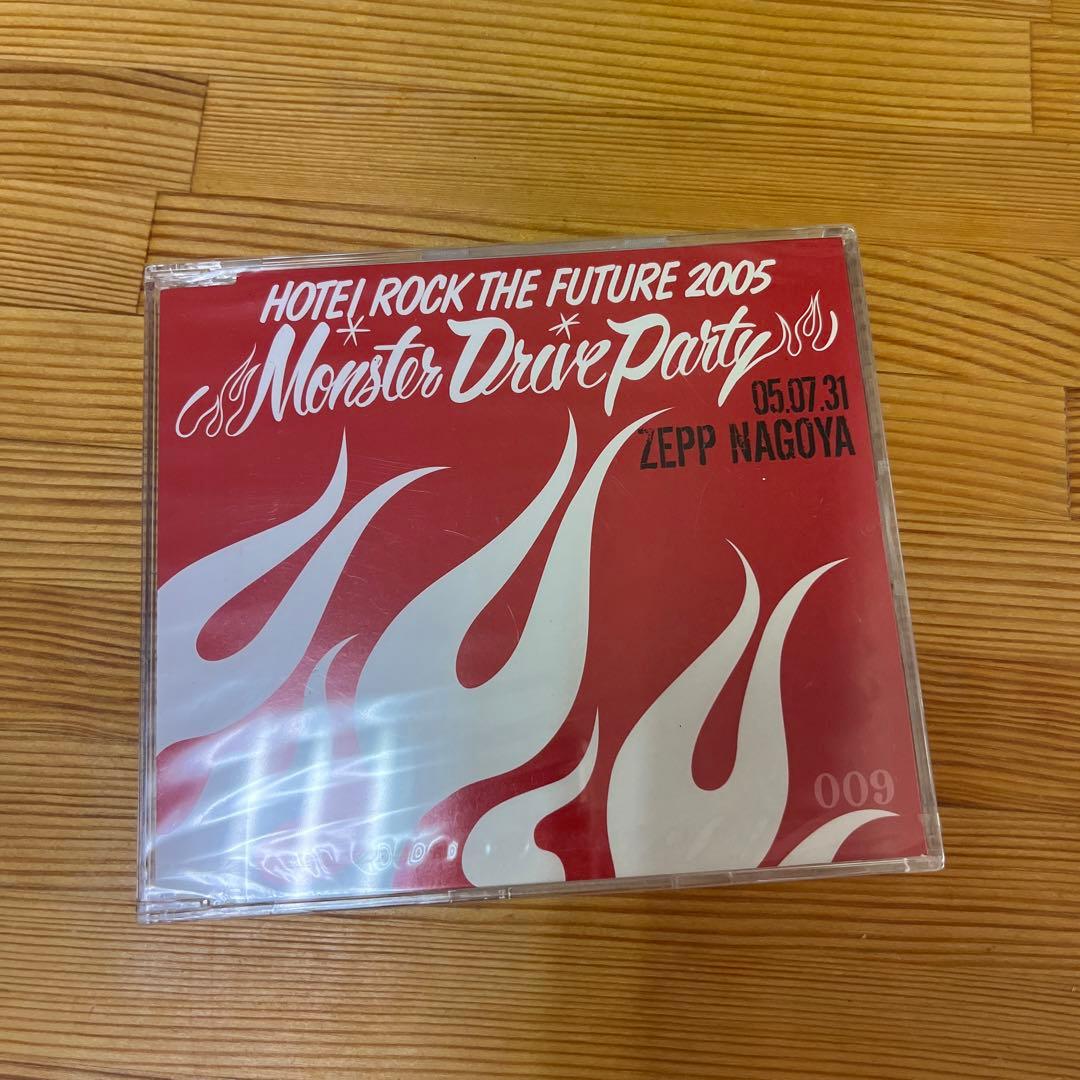 HOTEI ROCK THE FUTURE 2005
Monster Drive Party
05.07.31
ZEPP NAGOYA
009